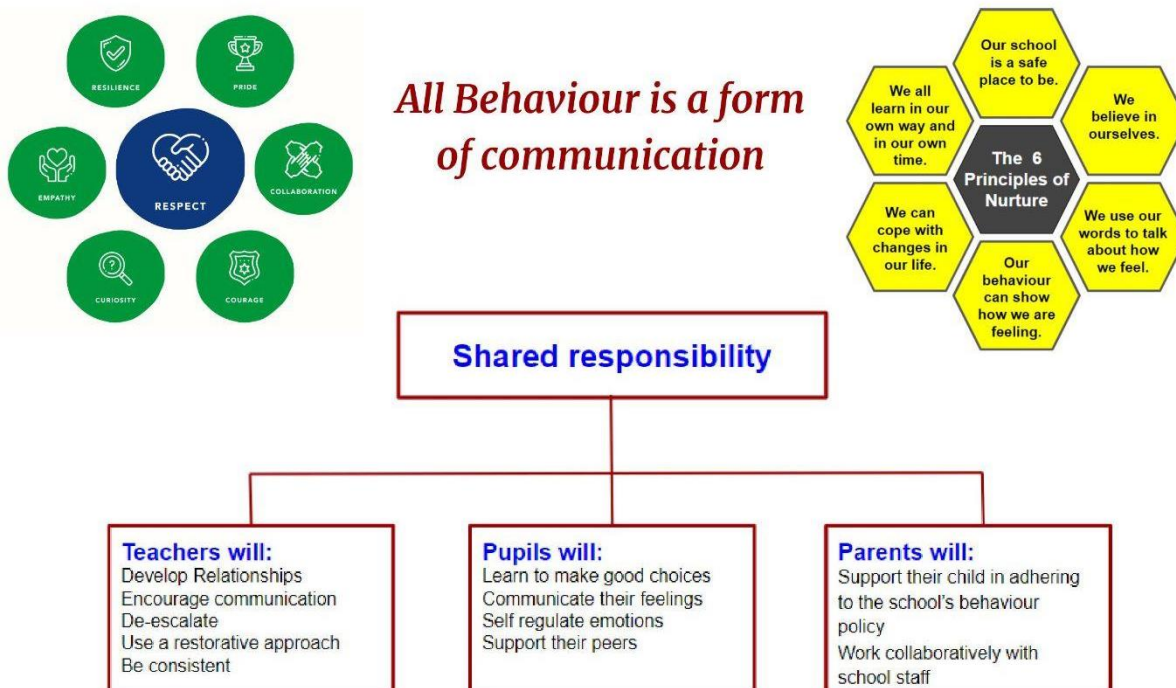 RESILIENCE
PRIDE
EMPATHY
RESPECT
COLLABORATION
CURIOSITY
COURAGE
All Behaviour is a form
of communication
Our school
is a safe
place to be.
We all
learn in our
own way and
in our own
time.
We
believe in
ourselves.
The 6
Principles of
Nurture
We can
cope with
changes in
our life.
We use our
words to talk
about how
we feel.
Our
behaviour
can show
how we are
feeling.
Shared responsibility
Teachers will:
Develop Relationships
Encourage communication
De-escalate
Use a restorative approach
Be consistent
Pupils will:
Learn to make good choices
Communicate their feelings
Self regulate emotions
Support their peers
Parents will:
Support their child in adhering
to the school's behaviour
policy
Work collaboratively with
school staff